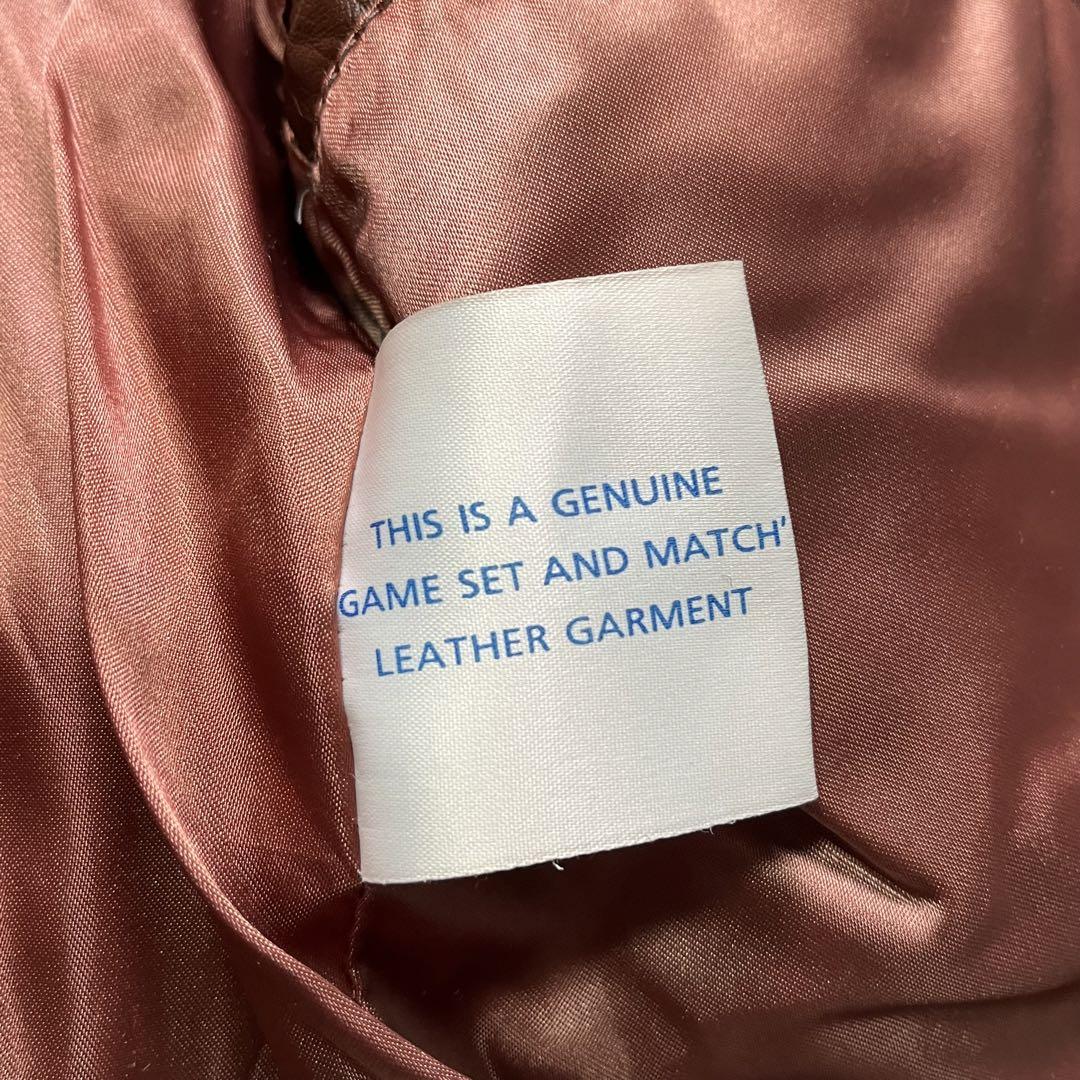 THIS IS A GENUINE
GAME SET AND MATCH'
LEATHER GARMENT